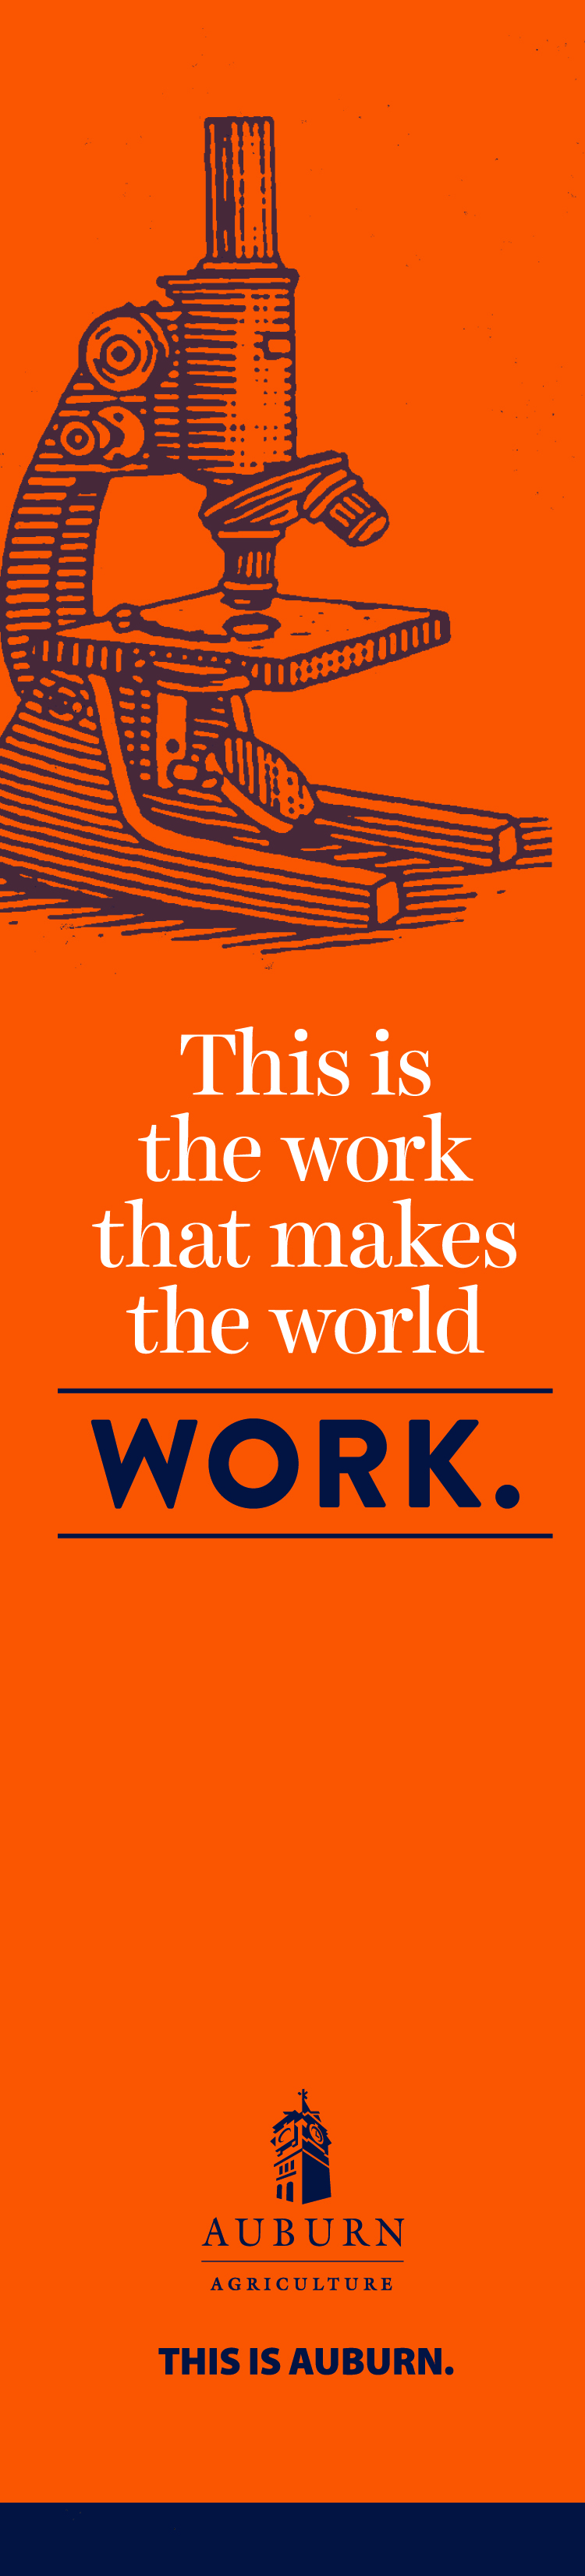 This is
the work
that makes
the world
WORK.
AUBURN
AGRICULTURE
THIS IS AUBURN.